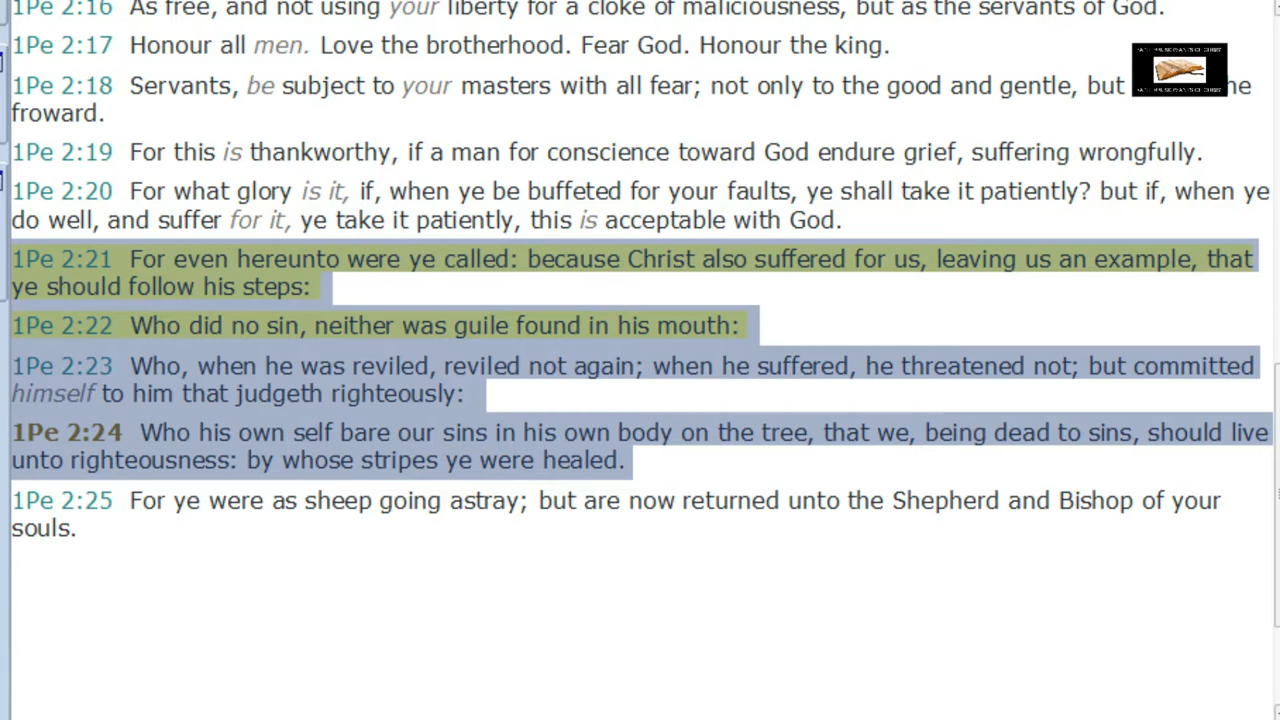 1Pe 2:16 As free, and not using your liberty for a cloke of maliciousness, but as the servants of God.
1Pe 2:17 Honour all men. Love the brotherhood. Fear God. Honour the king.
1Pe 2:18 Servants, be subject to your masters with all fear; not only to the good and gentle, but he
froward.
1Pe 2:19 For this is thankworthy, if a man for conscience toward God endure grief, suffering wrongfully.
1Pe 2:20 For what glory is it, if, when ye be buffeted for your faults, ye shall take it patiently? but if, when ye
do well, and suffer for it, ye take it patiently, this is acceptable with God.
1Pe 2:21 For even hereunto were ye called: because Christ also suffered for us, leaving us an example, that
ye should follow his steps:
1Pe 2:22 Who did no sin, neither was guile found in his mouth:
1Pe 2:23 Who, when he was reviled, reviled not again; when he suffered, he threatened not; but committed
himself to him that judgeth righteously:
1Pe 2:24 Who his own self bare our sins in his own body on the tree, that we, being dead to sins, should live
unto righteousness: by whose stripes ye were healed.
1Pe 2:25 For ye were as sheep going astray; but are now returned unto the Shepherd and Bishop of your
souls.